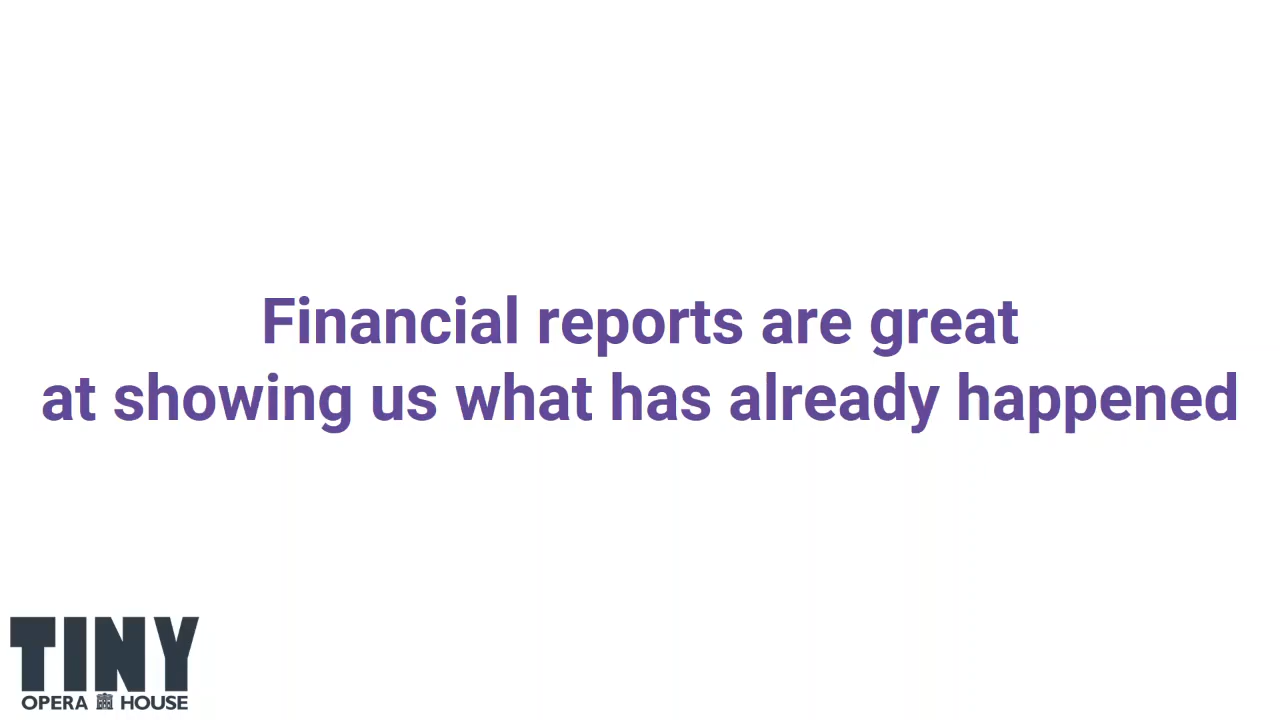 Financial reports are great
at showing us what has already happened
TINY
OPERA HOUSE